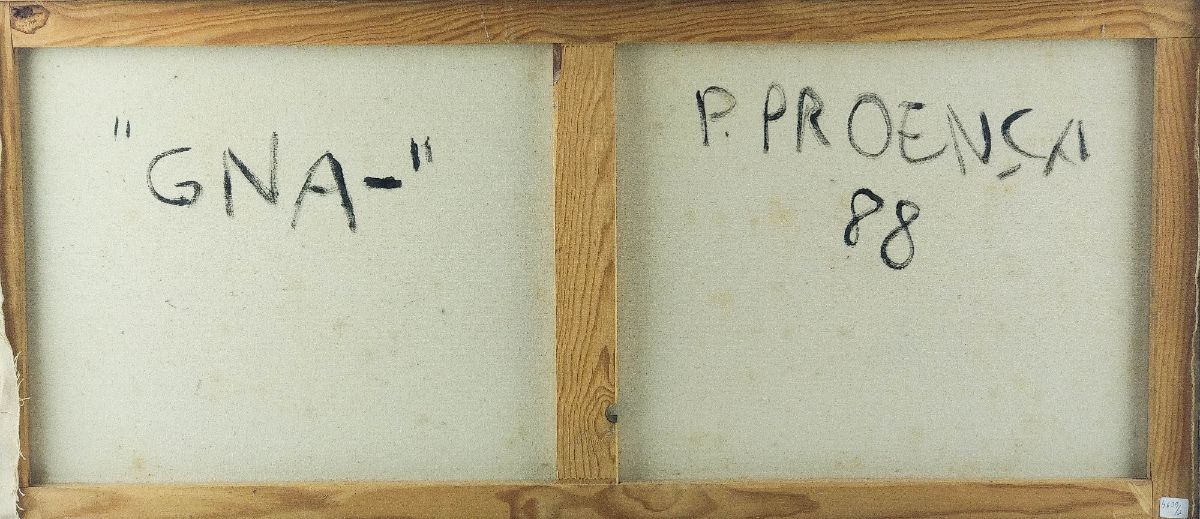 "GNA-"
P. PROENÇA
88